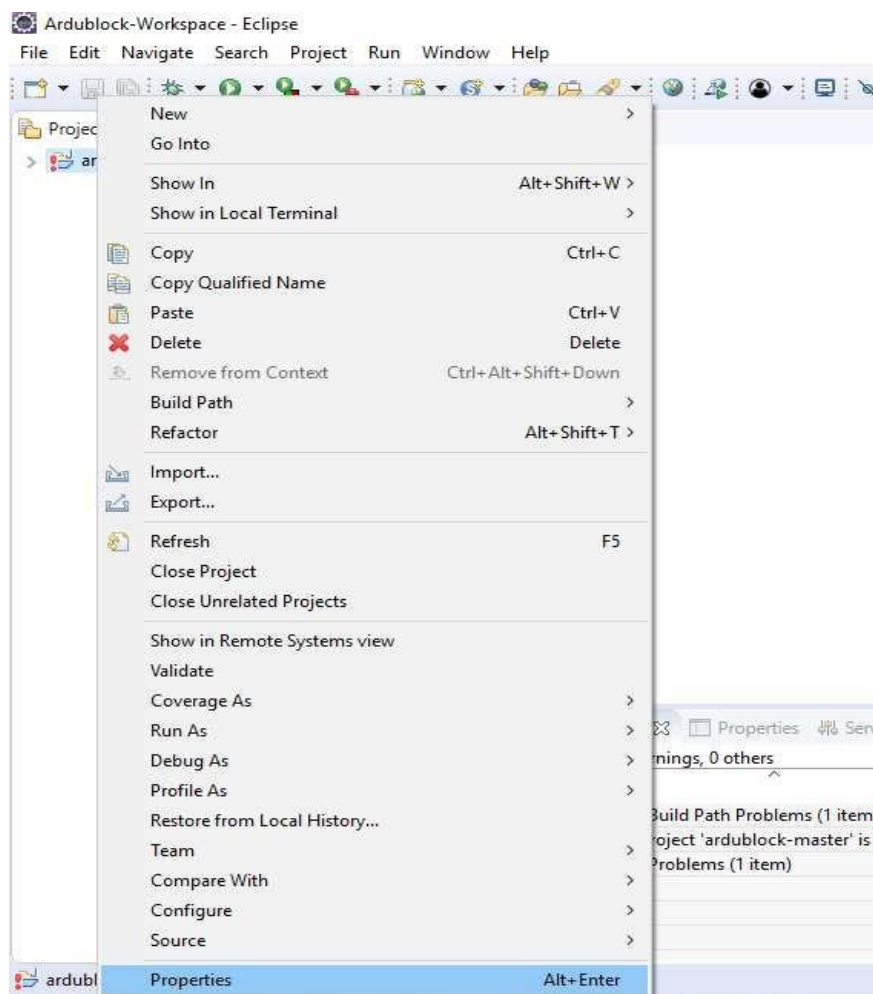 Ardublock-Workspace - Eclipse
File Edit Navigate Search Project Run Window Help
Projec
ar
New
Go Into
Show In Alt+Shift+W >
Show in Local Terminal >
Copy Ctrl+C
Copy Qualified Name
Paste Ctrl+V
Delete Delete
Remove from Context Ctrl+Alt+Shift+Down
Build Path >
Refactor Alt+Shift+T >
Import...
Export...
Refresh F5
Close Project
Close Unrelated Projects
Show in Remote Systems view
Validate
Coverage As >
Run As >
Debug As >
Profile As >
Restore from Local History...
Team >
Compare With >
Configure >
Source >
Properties Alt+Enter
Properties Serv
rnings, 0 others
Build Path Problems (1 item
roject 'ardublock-master' is
Problems (1 item)
ardubl